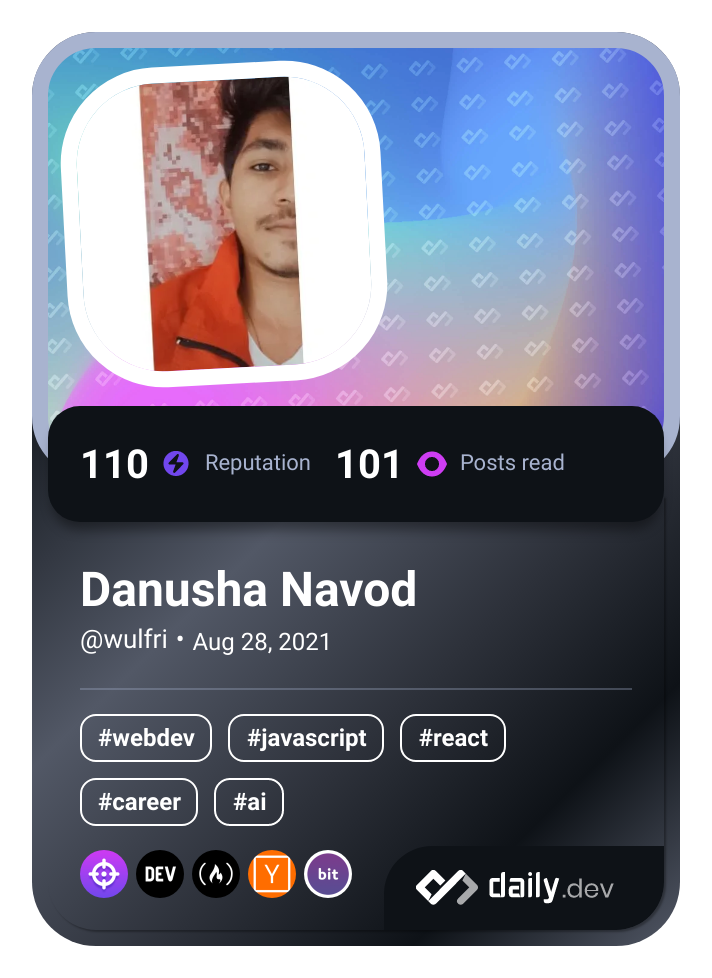 110 Reputation 101 Posts read
Danusha Navod
@wulfri • Aug 28, 2021
#webdev #javascript #react
#career #ai
DEV Y bit
daily.dev